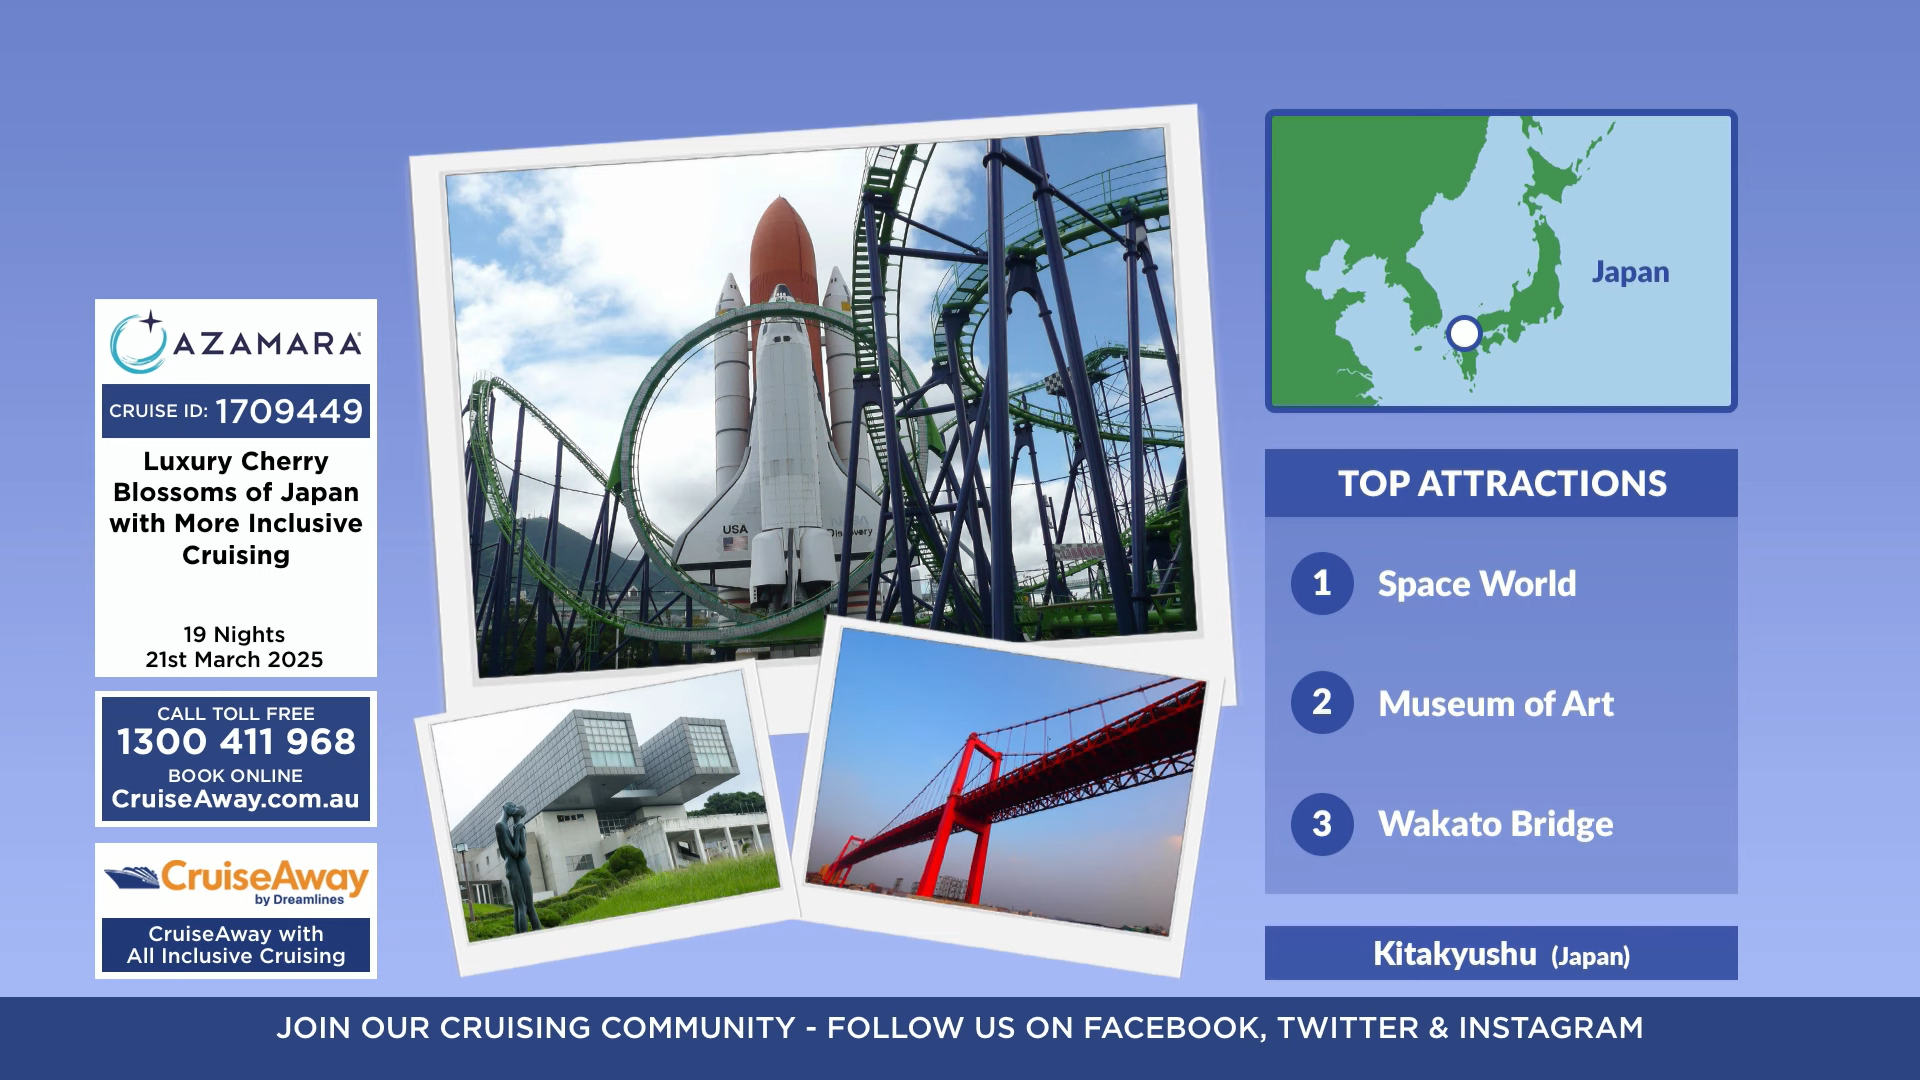 AZAMARA
CRUISE ID: 1709449
Luxury Cherry
Blossoms of Japan
with More Inclusive
Cruising
19 Nights
21st March 2025
CALL TOLL FREE
1300 411 968
BOOK ONLINE
CruiseAway.com.au
CruiseAway
by Dreamlines
CruiseAway with
All Inclusive Cruising
USA
Discovery
Japan
TOP ATTRACTIONS
1 Space World
2 Museum of Art
3 Wakato Bridge
Kitakyushu (Japan)
JOIN OUR CRUISING COMMUNITY - FOLLOW US ON FACEBOOK, TWITTER & INSTAGRAM